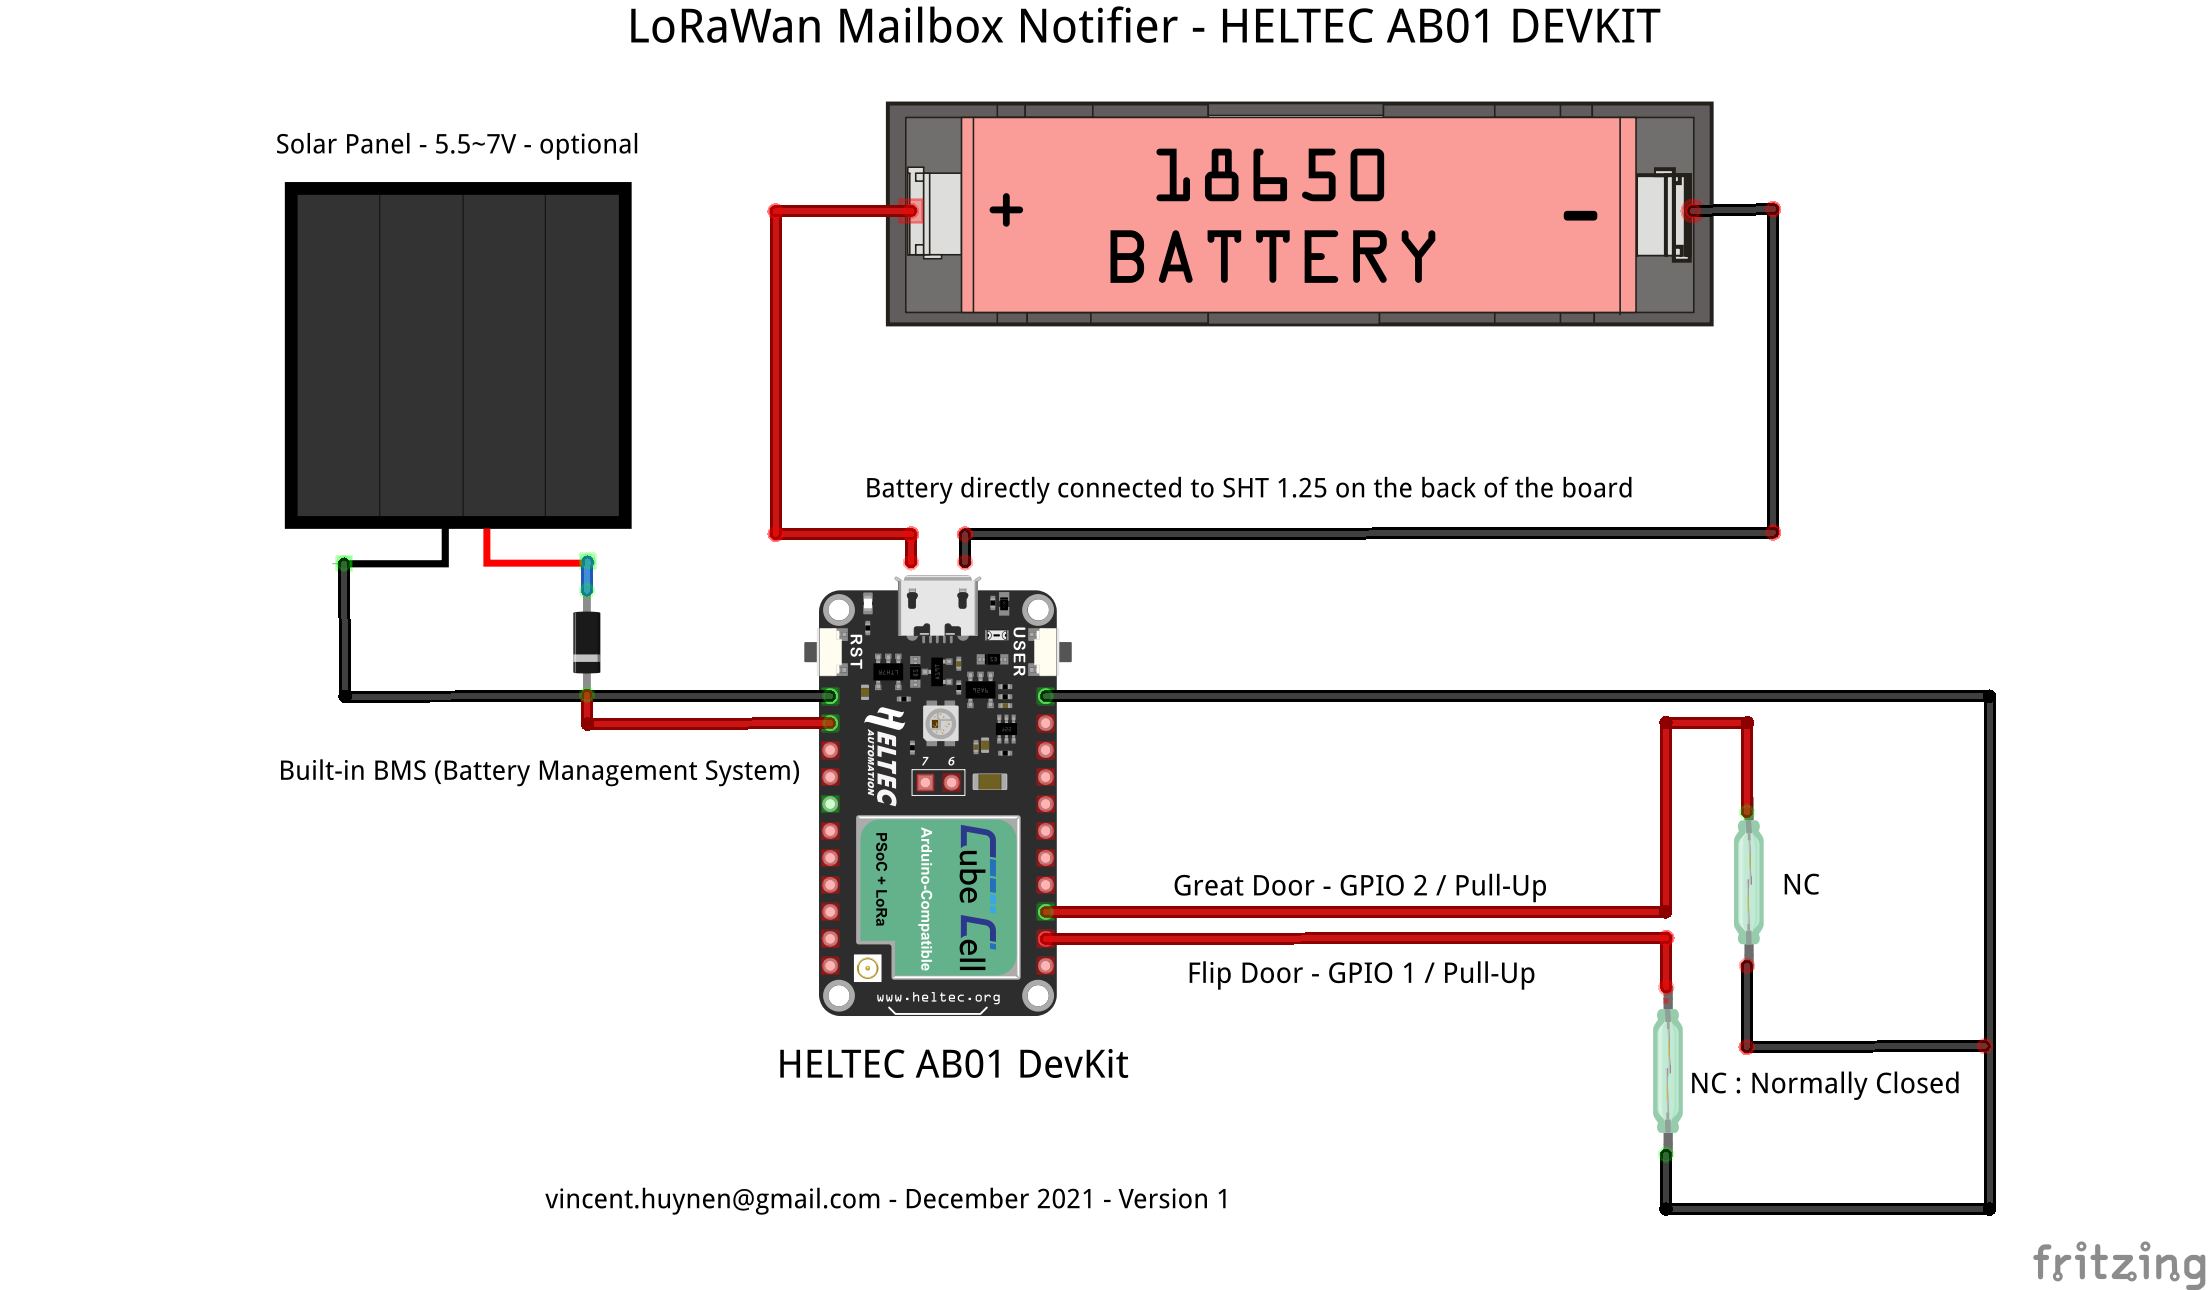 LoRaWan Mailbox Notifier - HELTEC AB01 DEVKIT
Solar Panel - 5.5~7V - optional
+
18650
BATTERY
-
Battery directly connected to SHT 1.25 on the back of the board
RST
USER
HELTEC
AUTOMATION
7 6
Built-in BMS (Battery Management System)
Cube Cell
Arduino-Compatible
PSoC + LoRa
www.heltec.org
Great Door - GPIO 2 / Pull-Up
NC
Flip Door - GPIO 1 / Pull-Up
HELTEC AB01 DevKit
NC : Normally Closed
vincent.huynen@gmail.com - December 2021 - Version 1
fritzing